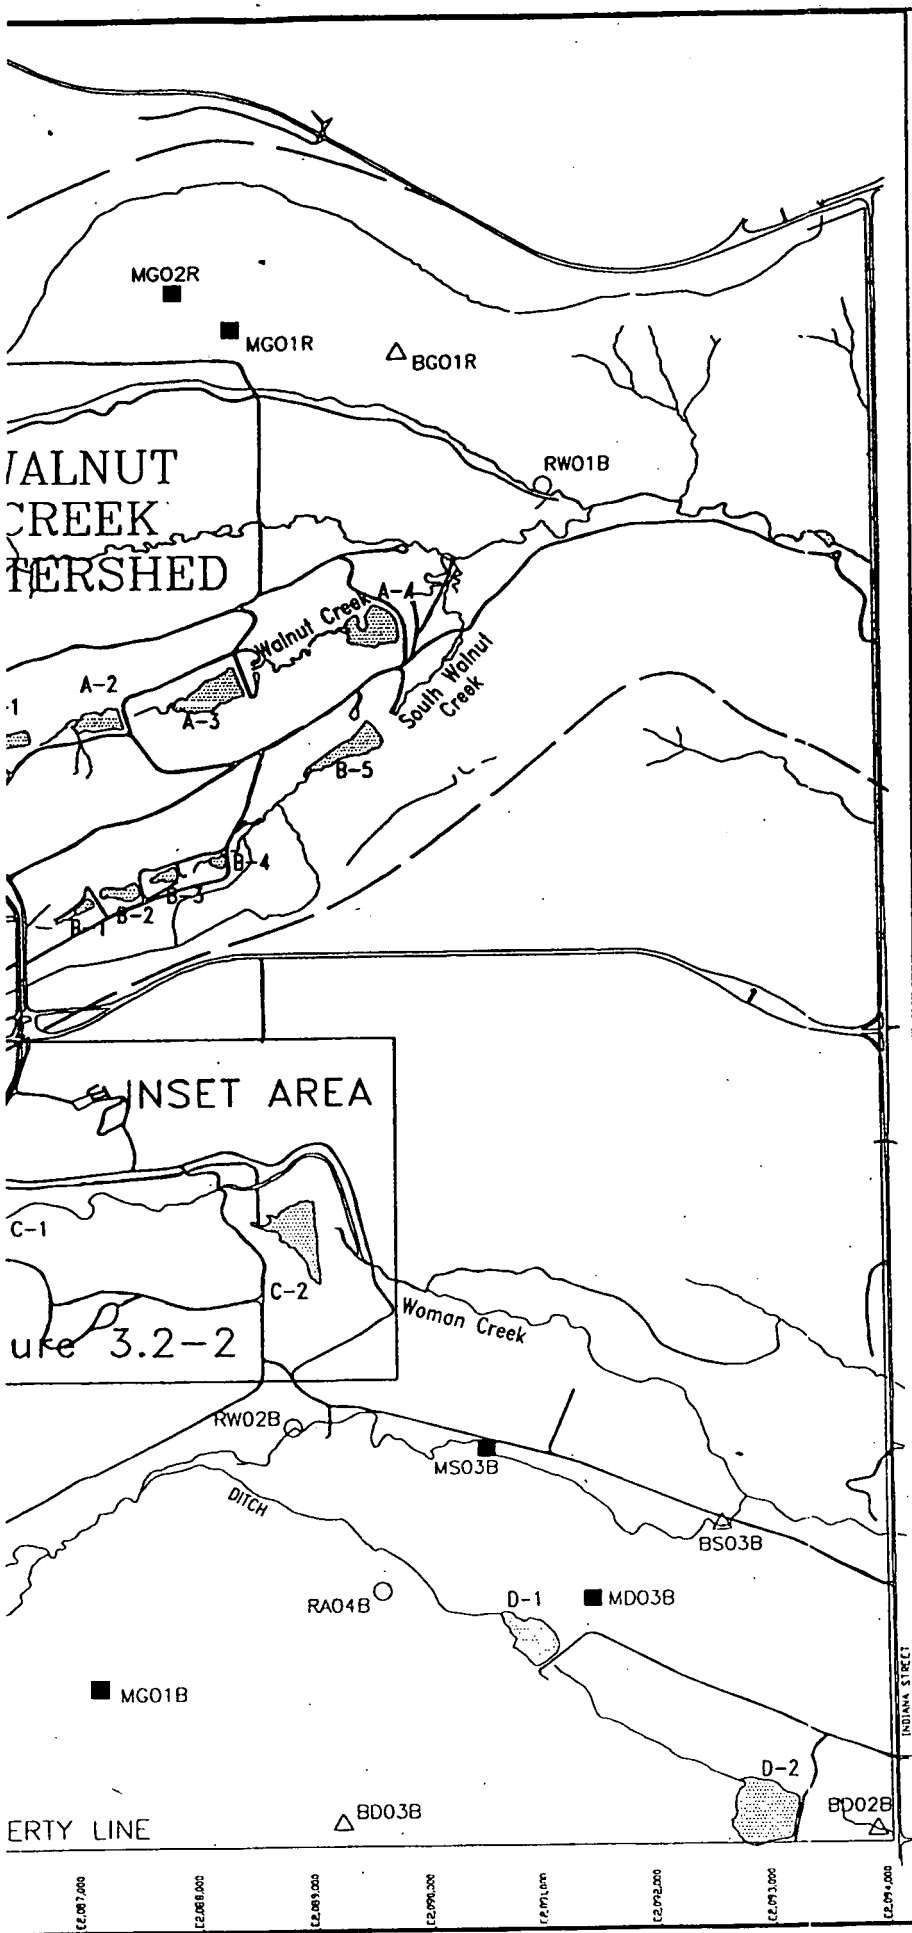 MG02R
MG01R
BG01R
RW01B
WALNUT
CREEK
TERSHED
A-4
Walnut Creek
A-2
-1
A-3
South Walnut
Creek
B-5
B-4
B-3
B-2
B-1
INSET AREA
C-1
C-2
Woman Creek
ure 3.2-2
RW02B
MS03B
DITCH
BS03B
RA04B
D-1
MD03B
MG01B
INDIANA STREET
D-2
BD03B
BD02B
ERTY LINE
E2,087,000
E2,088,000
E2,089,000
E2,090,000
E2,091,000
E2,092,000
E2,093,000
E2,094,000